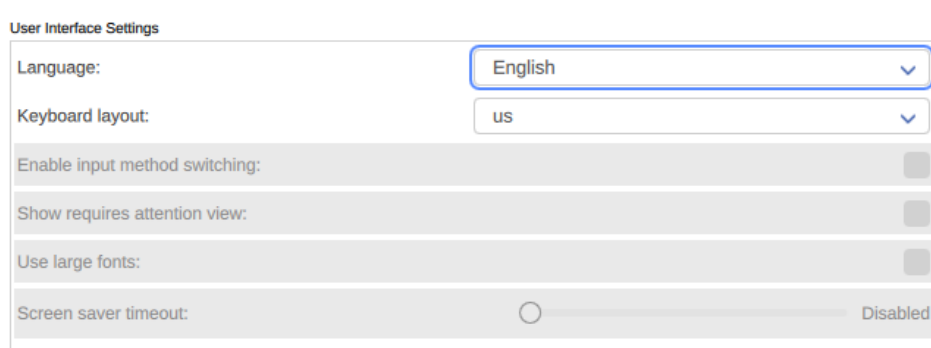 User Interface Settings
Language: English
Keyboard layout: us
Enable input method switching:
Show requires attention view:
Use large fonts:
Screen saver timeout: Disabled